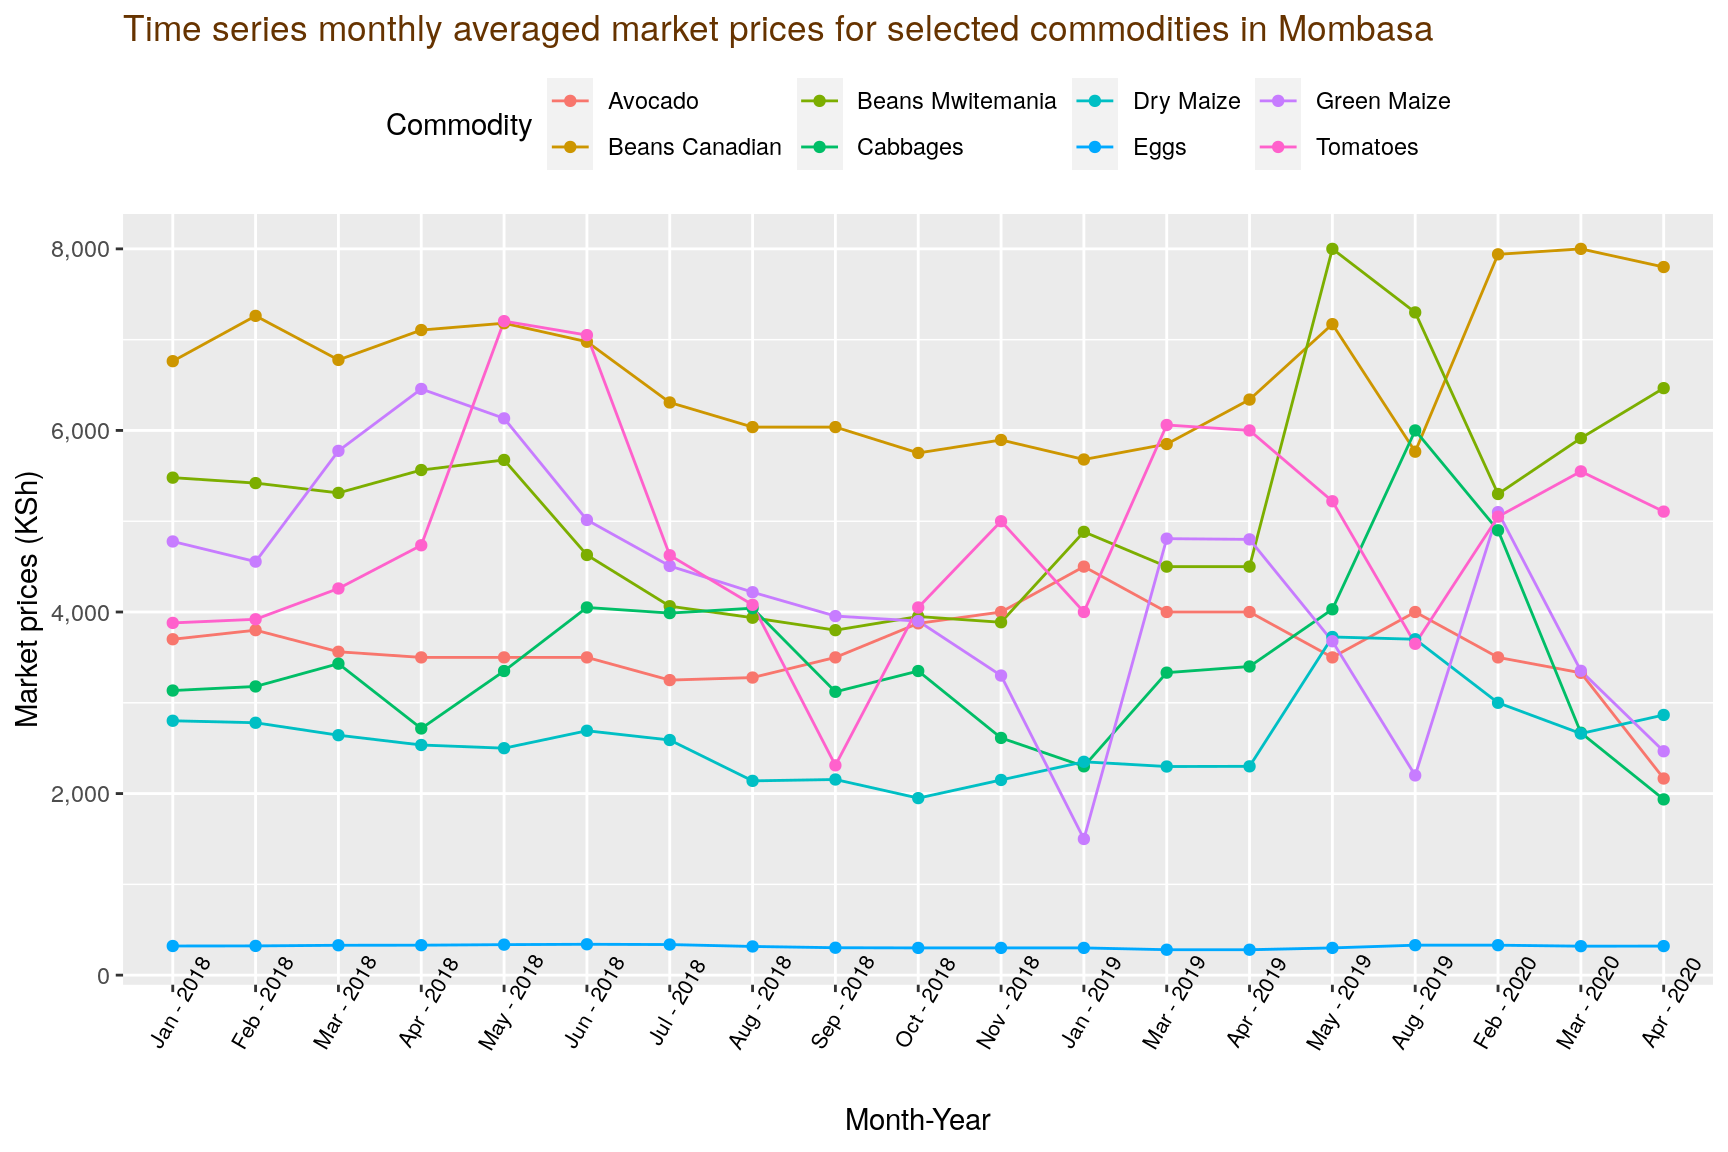 Time series monthly averaged market prices for selected commodities in Mombasa
Commodity
Avocado
Beans Mwitemania
Dry Maize
Green Maize
Beans Canadian
Cabbages
Eggs
Tomatoes
Market prices (KSh)
8,000
6,000
4,000
2,000
0
Jan - 2018
Feb - 2018
Mar - 2018
Apr - 2018
May - 2018
Jun - 2018
Jul - 2018
Aug - 2018
Sep - 2018
Oct - 2018
Nov - 2018
Jan - 2019
Mar - 2019
Apr - 2019
May - 2019
Aug - 2019
Feb - 2020
Mar - 2020
Apr - 2020
Month-Year